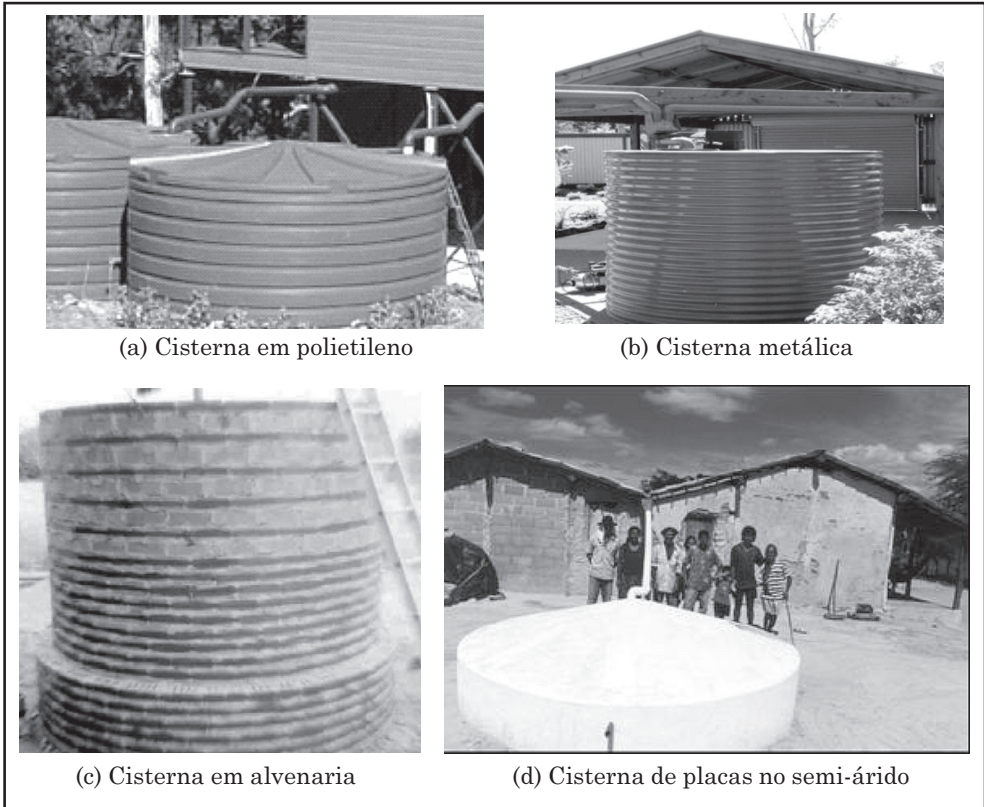 (a) Cisterna em polietileno
(b) Cisterna metálica
(c) Cisterna em alvenaria
(d) Cisterna de placas no semi-árido